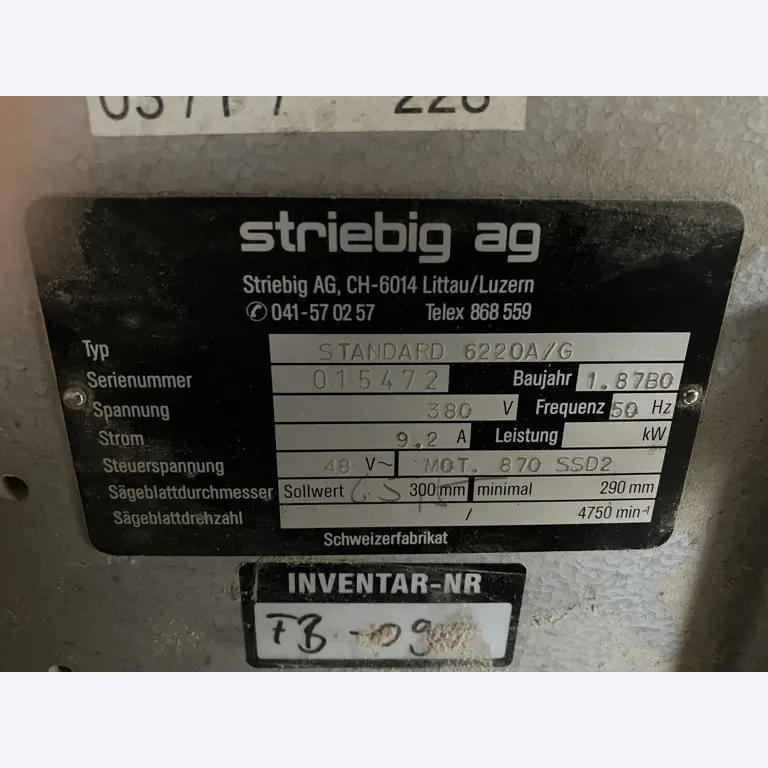 striebig ag
Striebig AG, CH-6014 Littau/Luzern
✆ 041-57 02 57 Telex 868 559
Typ STANDARD 6220A/G
Serienummer 015472 Baujahr 1.87BO
Spannung 380 V Frequenz 50 Hz
Strom 9.2 A Leistung kW
Steuerspannung 48 V~ MOT. 870 SSD2
Sägeblattdurchmesser Sollwert 300 mm minimal 290 mm
Sägeblattdrehzahl / 4750 min-¹
Schweizerfabrikat
INVENTAR-NR